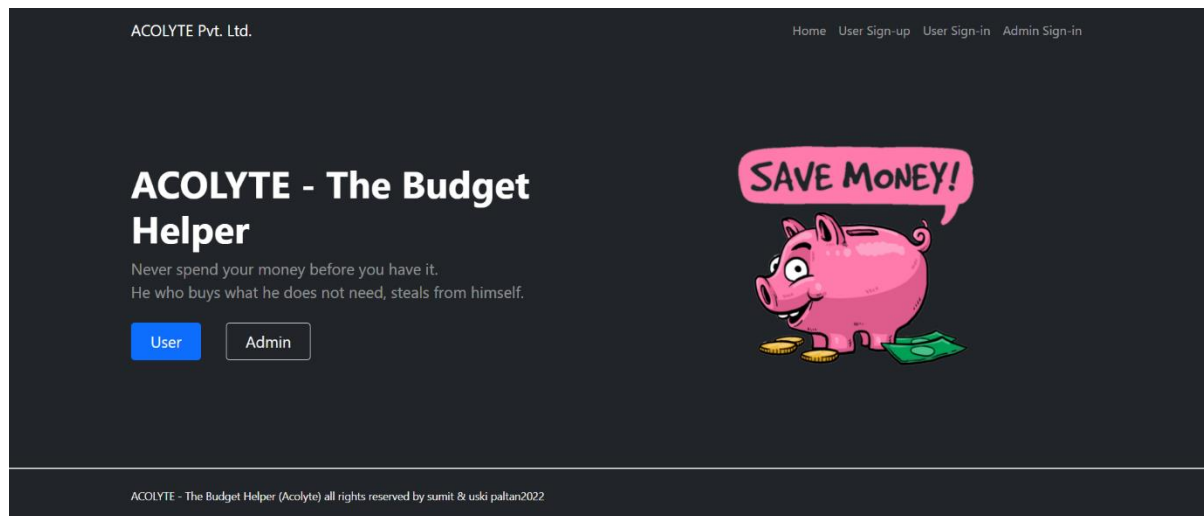 ACOLYTE Pvt. Ltd.
Home User Sign-up User Sign-in Admin Sign-in
ACOLYTE - The Budget
Helper
Never spend your money before you have it.
He who buys what he does not need, steals from himself.
User Admin
SAVE MONEY!
ACOLYTE - The Budget Helper (Acolyte) all rights reserved by sumit & uski paltan2022